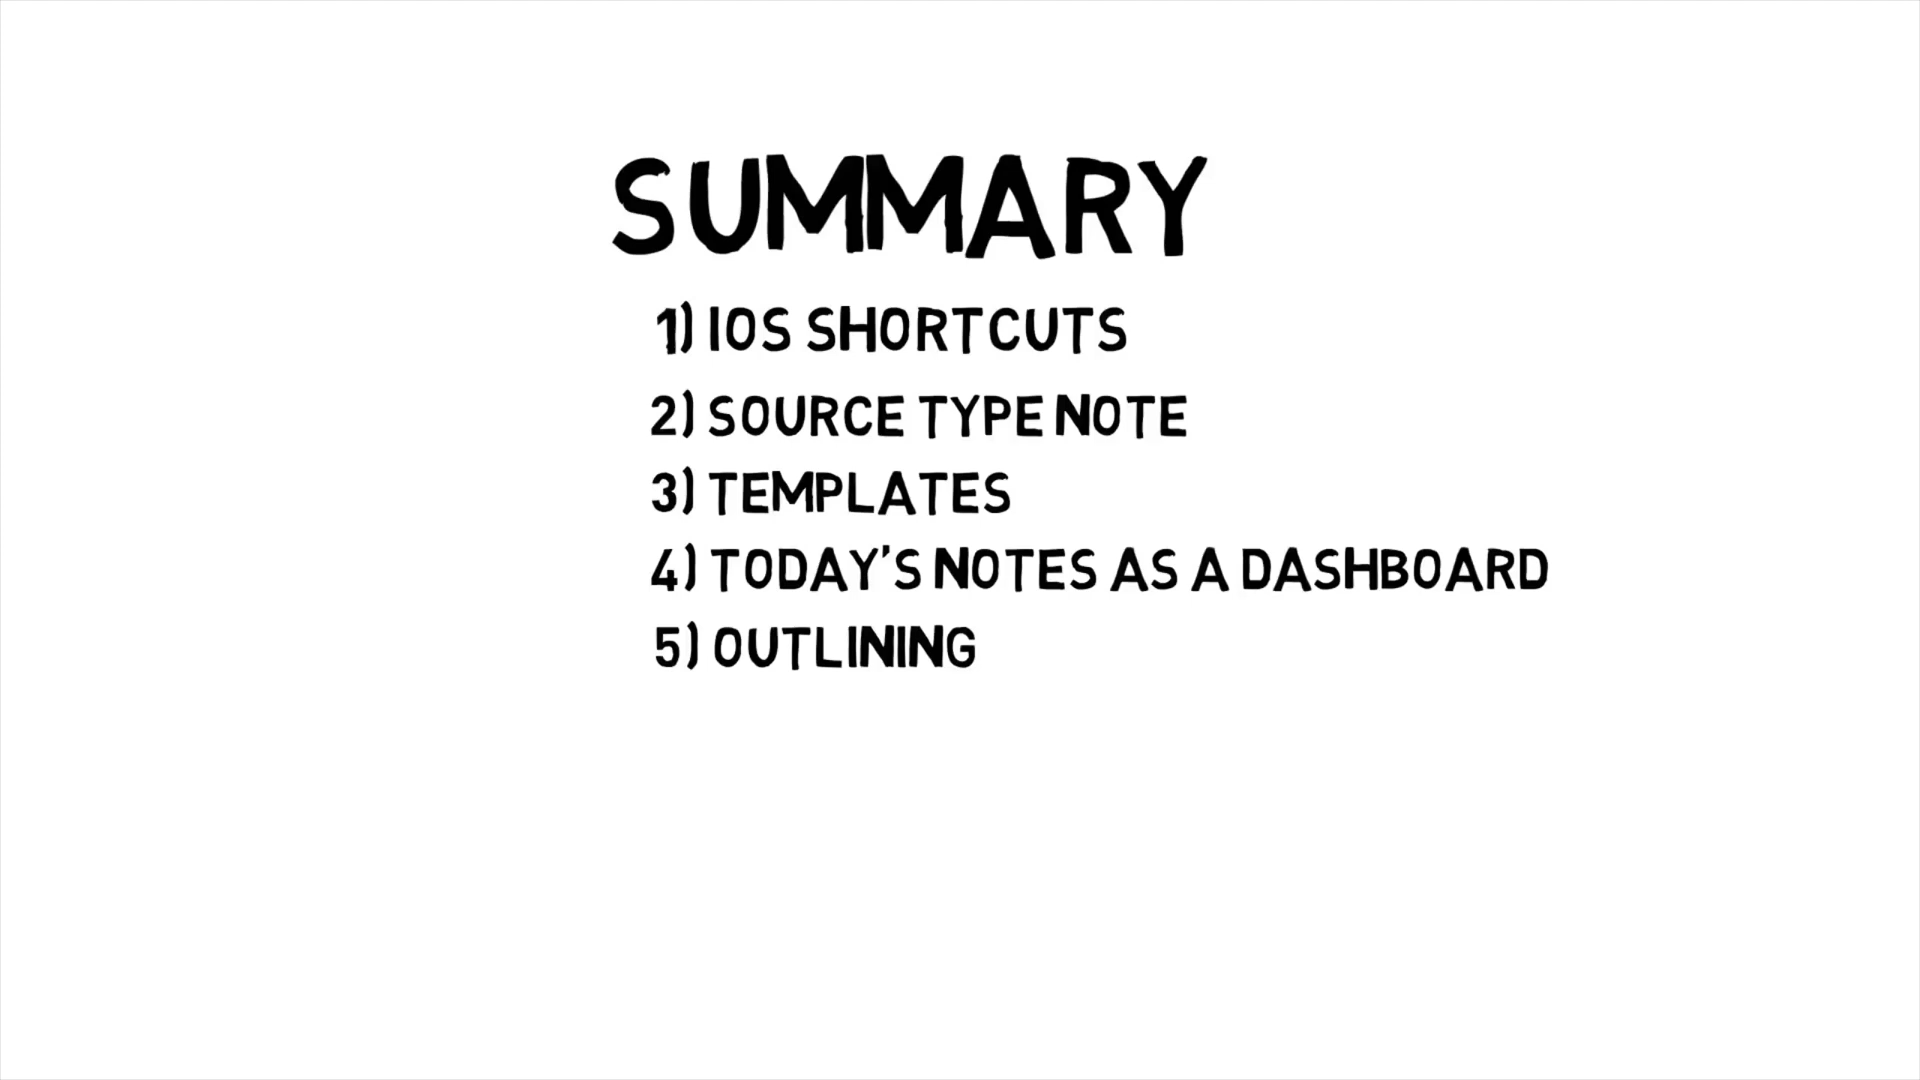 SUMMARY
1) IOS SHORTCUTS
2) SOURCE TYPE NOTE
3) TEMPLATES
4) TODAY'S NOTES AS A DASHBOARD
5) OUTLINING